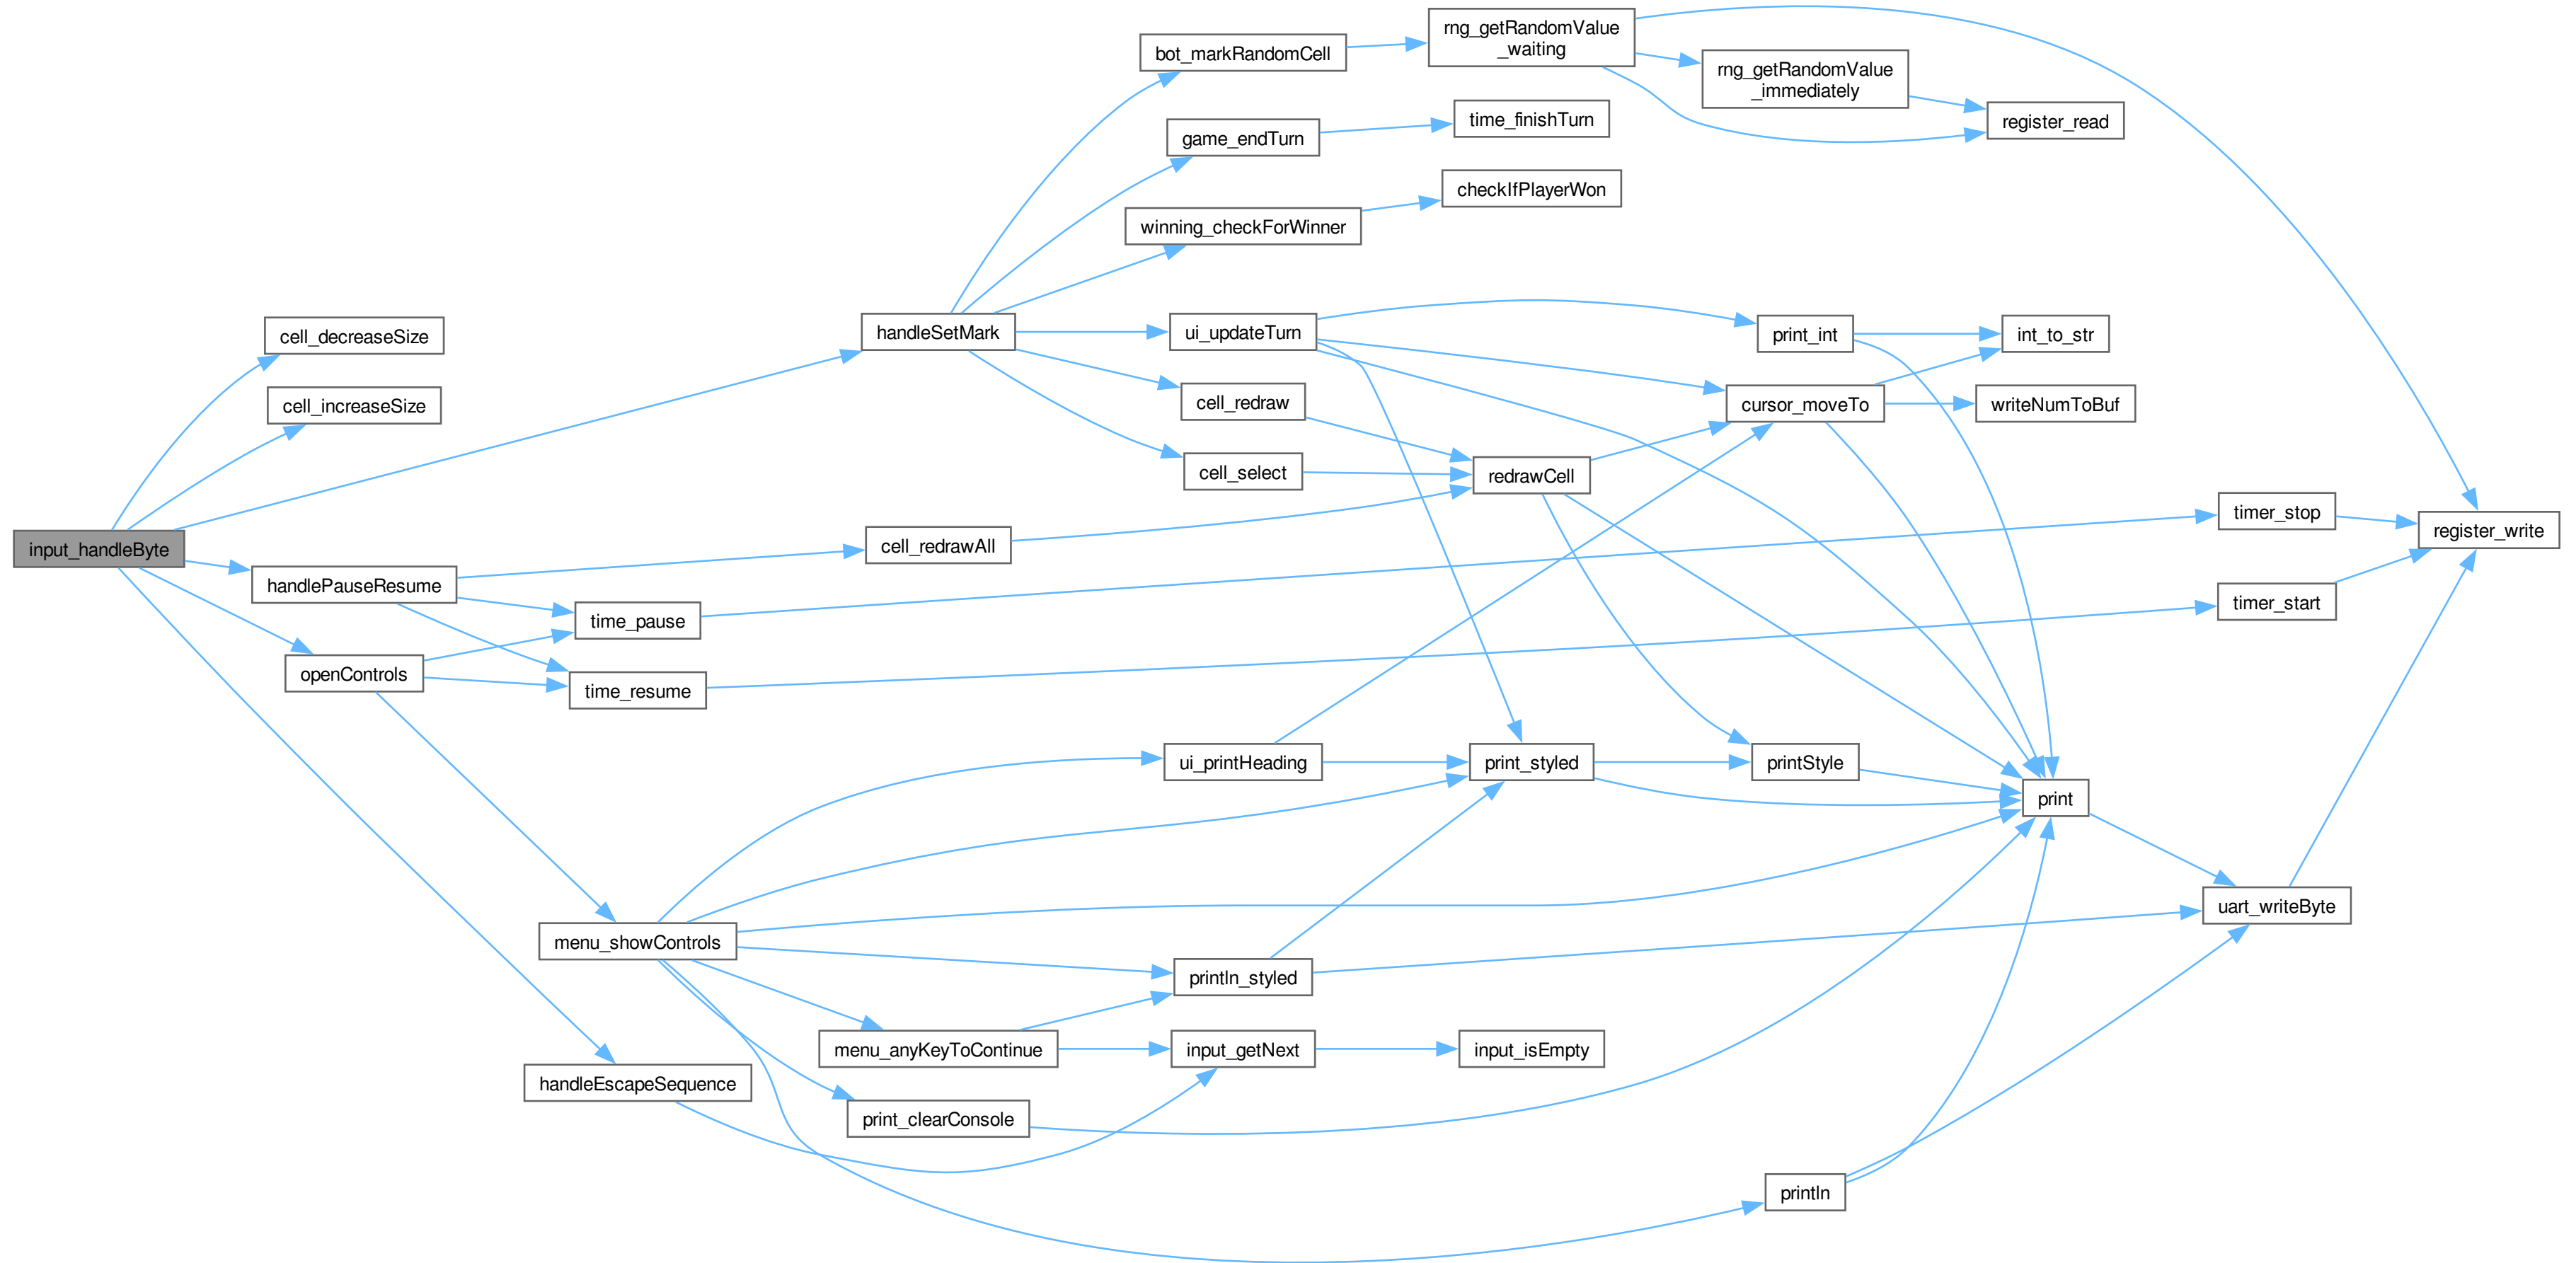 input_handleByte
cell_decreaseSize
cell_increaseSize
handlePauseResume
openControls
time_pause
time_resume
menu_showControls
handleEscapeSequence
handleSetMark
cell_redrawAll
menu_anyKeyToContinue
print_clearConsole
bot_markRandomCell
game_endTurn
winning_checkForWinner
ui_updateTurn
cell_redraw
cell_select
ui_printHeading
println_styled
input_getNext
rng_getRandomValue
_waiting
time_finishTurn
checkIfPlayerWon
redrawCell
print_styled
input_isEmpty
rng_getRandomValue
_immediately
print_int
cursor_moveTo
printStyle
println
register_read
int_to_str
writeNumToBuf
print
timer_stop
timer_start
uart_writeByte
register_write